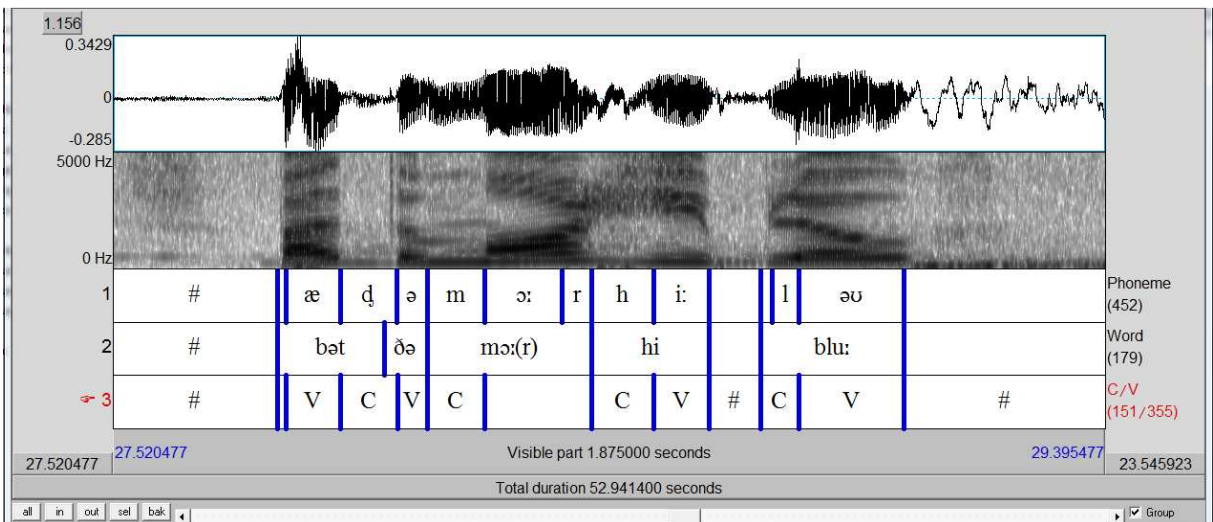 1.156
0.3429
0
-0.285
5000 Hz
0 Hz
1 # æ ɖ ə m ɔː r h iː l əʊ Phoneme (452)
2 # bət ðə mɔː(r) hi bluː Word (179)
☞ 3 # V C V C C V # C V # C/V (151/355)
27.520477 27.520477 Visible part 1.875000 seconds 29.395477 23.545923
Total duration 52.941400 seconds
all in out sel bak Group